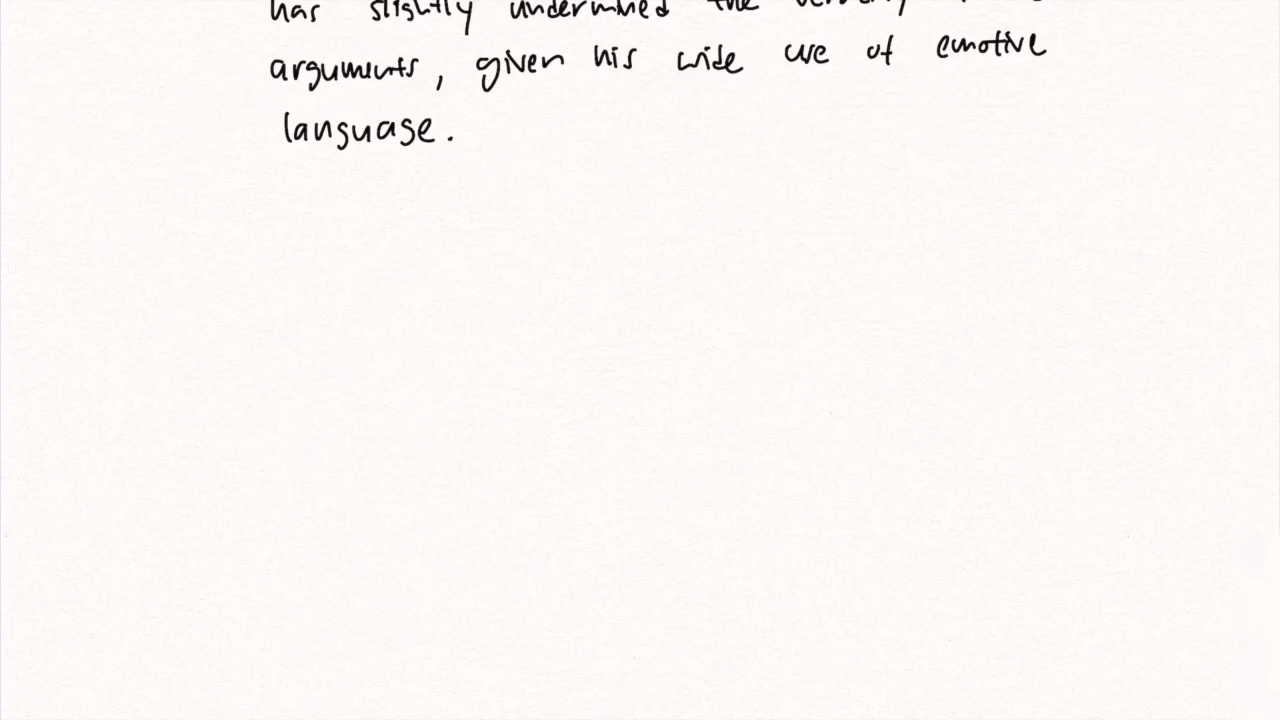 has slightly undermined the
arguments, given his wide use of emotive
language.